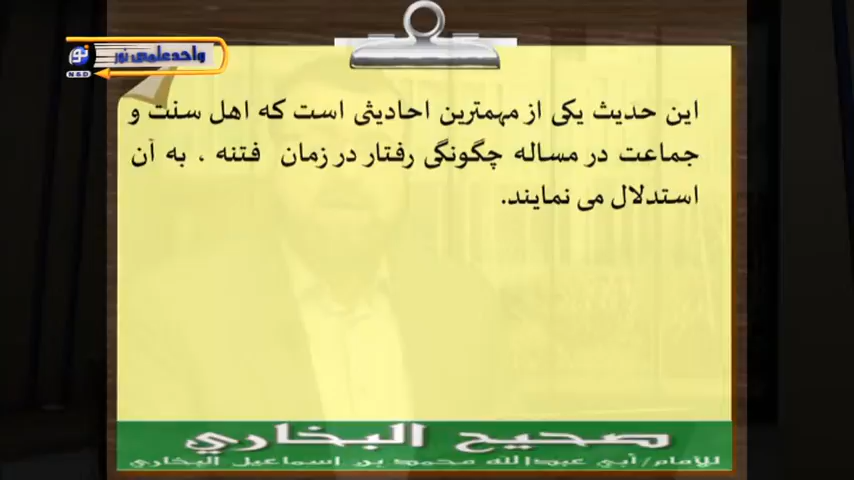 واحد علمی نور
نور
N&D
این حدیث یکی از مهمترین احادیثی است که اهل سنت و
جماعت در مساله چگونگی رفتار در زمان فتنه ، به آن
استدلال می نمایند.
صحيح البخاري
للإمام/أبي عبدالله محمد بن إسماعيل البخاري